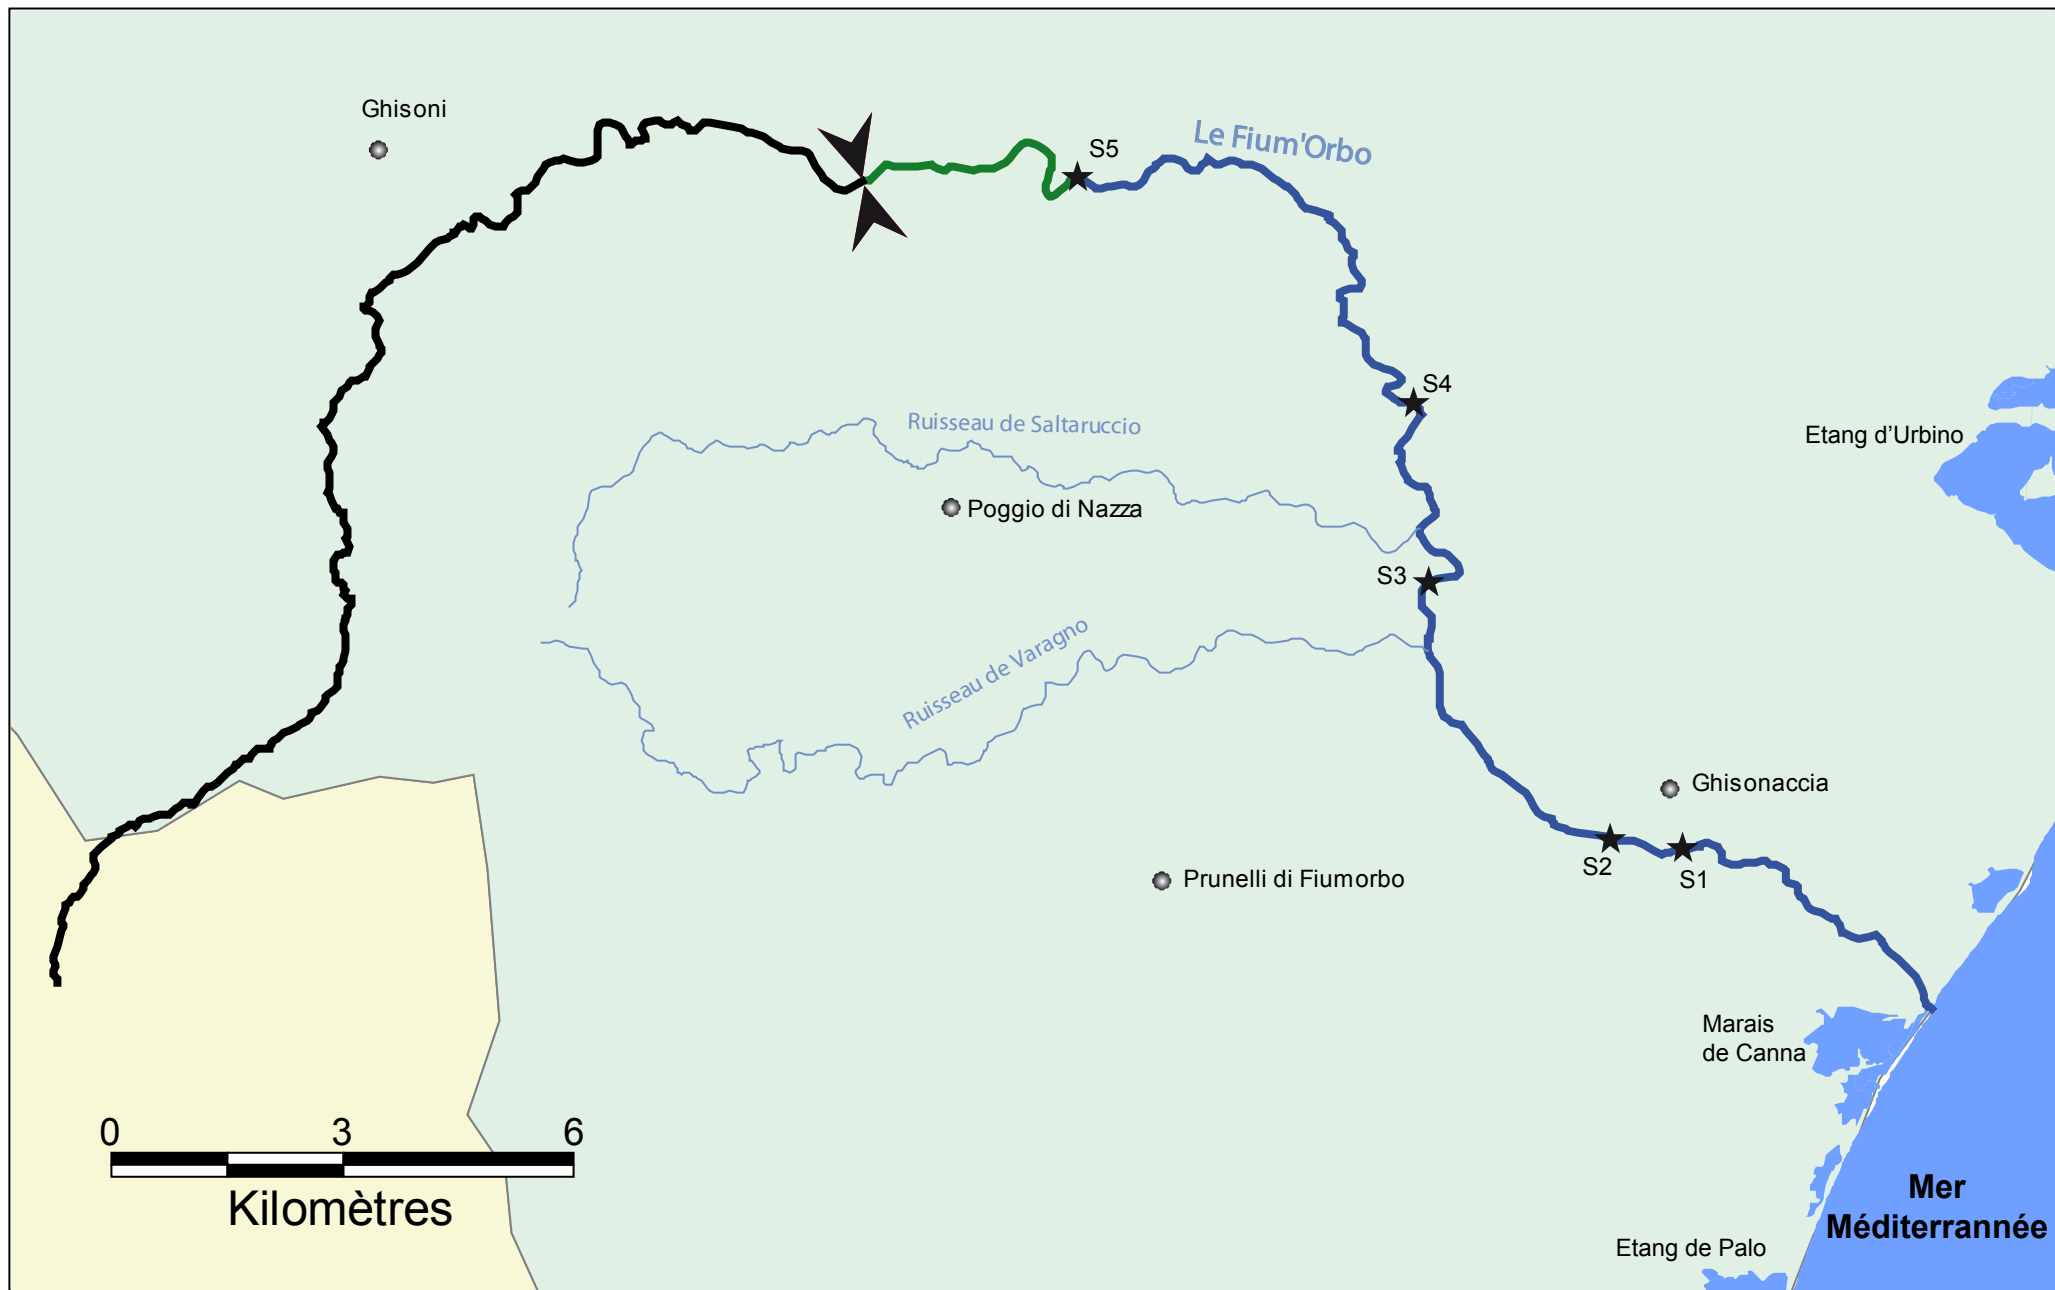 Ghisoni
S5
Le Fium'Orbo
S4
Ruisseau de Saltaruccio
Etang d’Urbino
Poggio di Nazza
S3
Ruisseau de Varagno
Ghisonaccia
S2
S1
Prunelli di Fiumorbo
Marais
de Canna
0 3 6
Kilomètres
Mer
Méditerrannée
Etang de Palo